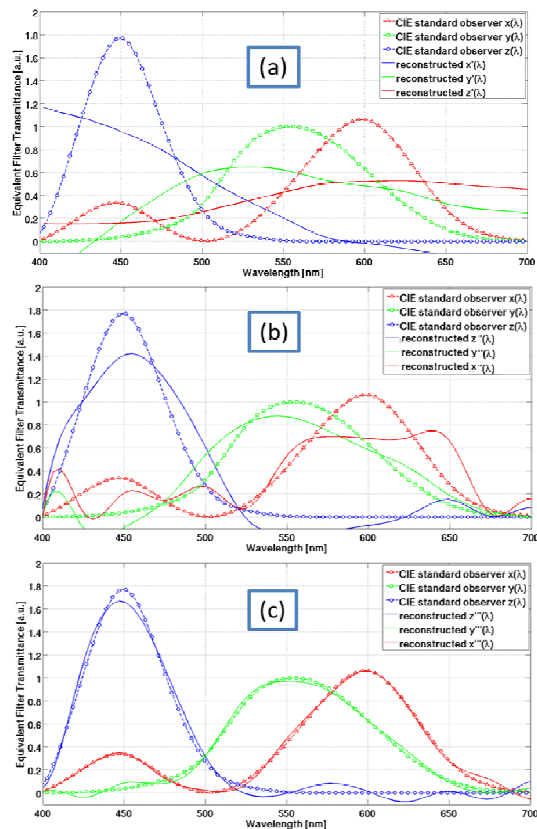 2
1.8
1.6
1.4
1.2
1
0.8
0.6
0.4
0.2
0
Equivalent Filter Transmittance [a.u.]
(a)
CIE standard observer x(λ)
CIE standard observer y(λ)
CIE standard observer z(λ)
reconstructed x'(λ)
reconstructed y'(λ)
reconstructed z'(λ)
400 450 500 550 600 650 700
Wavelength [nm]
2
1.8
1.6
1.4
1.2
1
0.8
0.6
0.4
0.2
0
Equivalent Filter Transmittance [a.u.]
(b)
CIE standard observer x(λ)
CIE standard observer y(λ)
CIE standard observer z(λ)
reconstructed z''(λ)
reconstructed y''(λ)
reconstructed x''(λ)
400 450 500 550 600 650 700
Wavelength [nm]
2
1.8
1.6
1.4
1.2
1
0.8
0.6
0.4
0.2
0
Equivalent Filter Transmittance [a.u.]
(c)
CIE standard observer x(λ)
CIE standard observer y(λ)
CIE standard observer z(λ)
reconstructed z'''(λ)
reconstructed y'''(λ)
reconstructed x'''(λ)
400 450 500 550 600 650 700
Wavelength [nm]